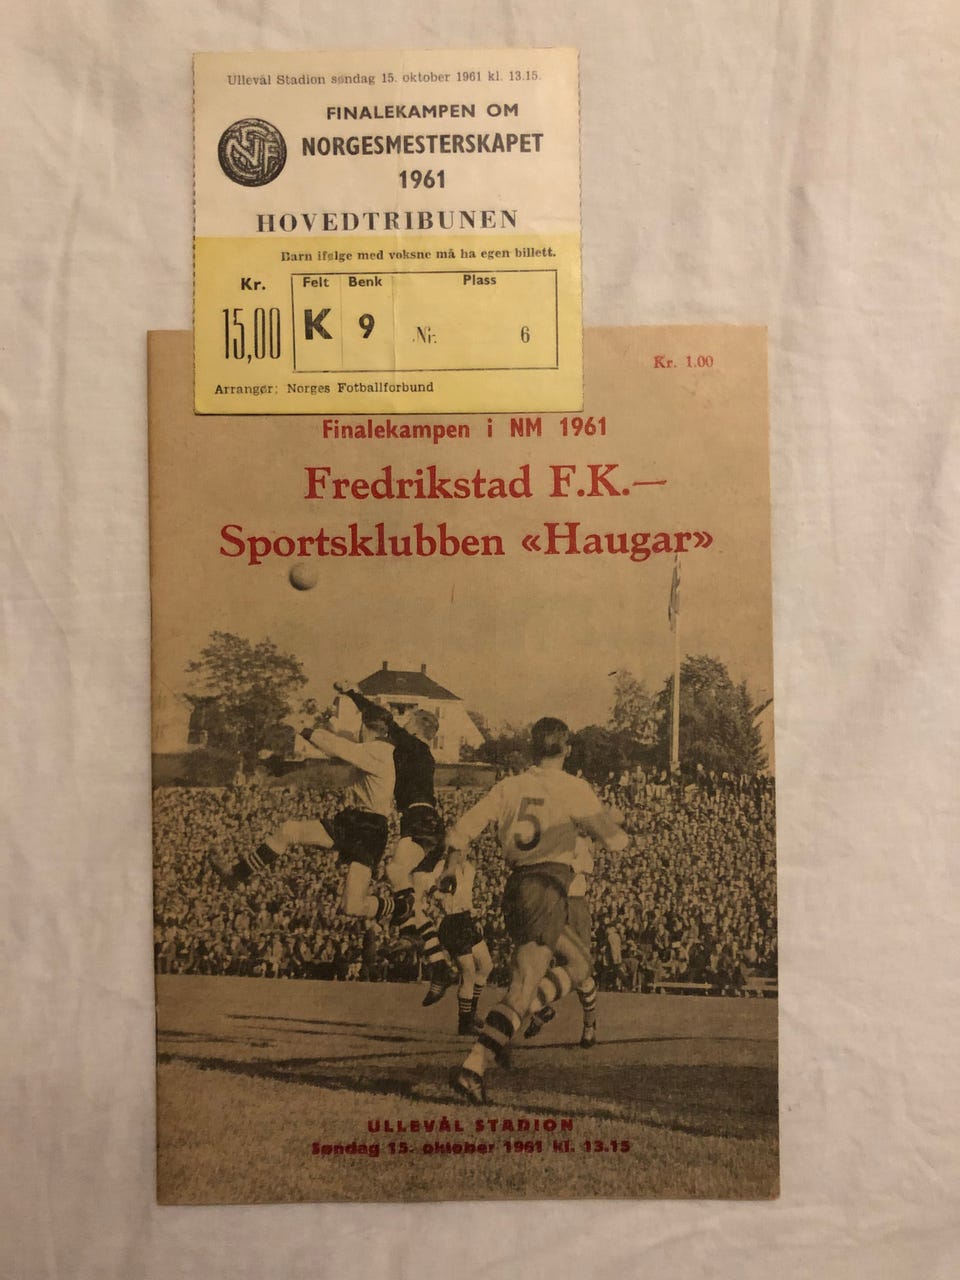 Ullevål Stadion søndag 15. oktober 1961 kl. 13.15.
FINALEKAMPEN OM
NFF
NORGESMESTERSKAPET
1961
HOVEDTRIBUNEN
Barn ifølge med voksne må ha egen billett.
Kr. Felt Benk Plass
15,00 K 9 Nr. 6
Arrangør: Norges Fotballforbund
Kr. 1.00
Finalekampen i NM 1961
Fredrikstad F.K.—
Sportsklubben «Haugar»
5
ULLEVÅL STADION
Søndag 15. oktober 1961 kl. 13.15